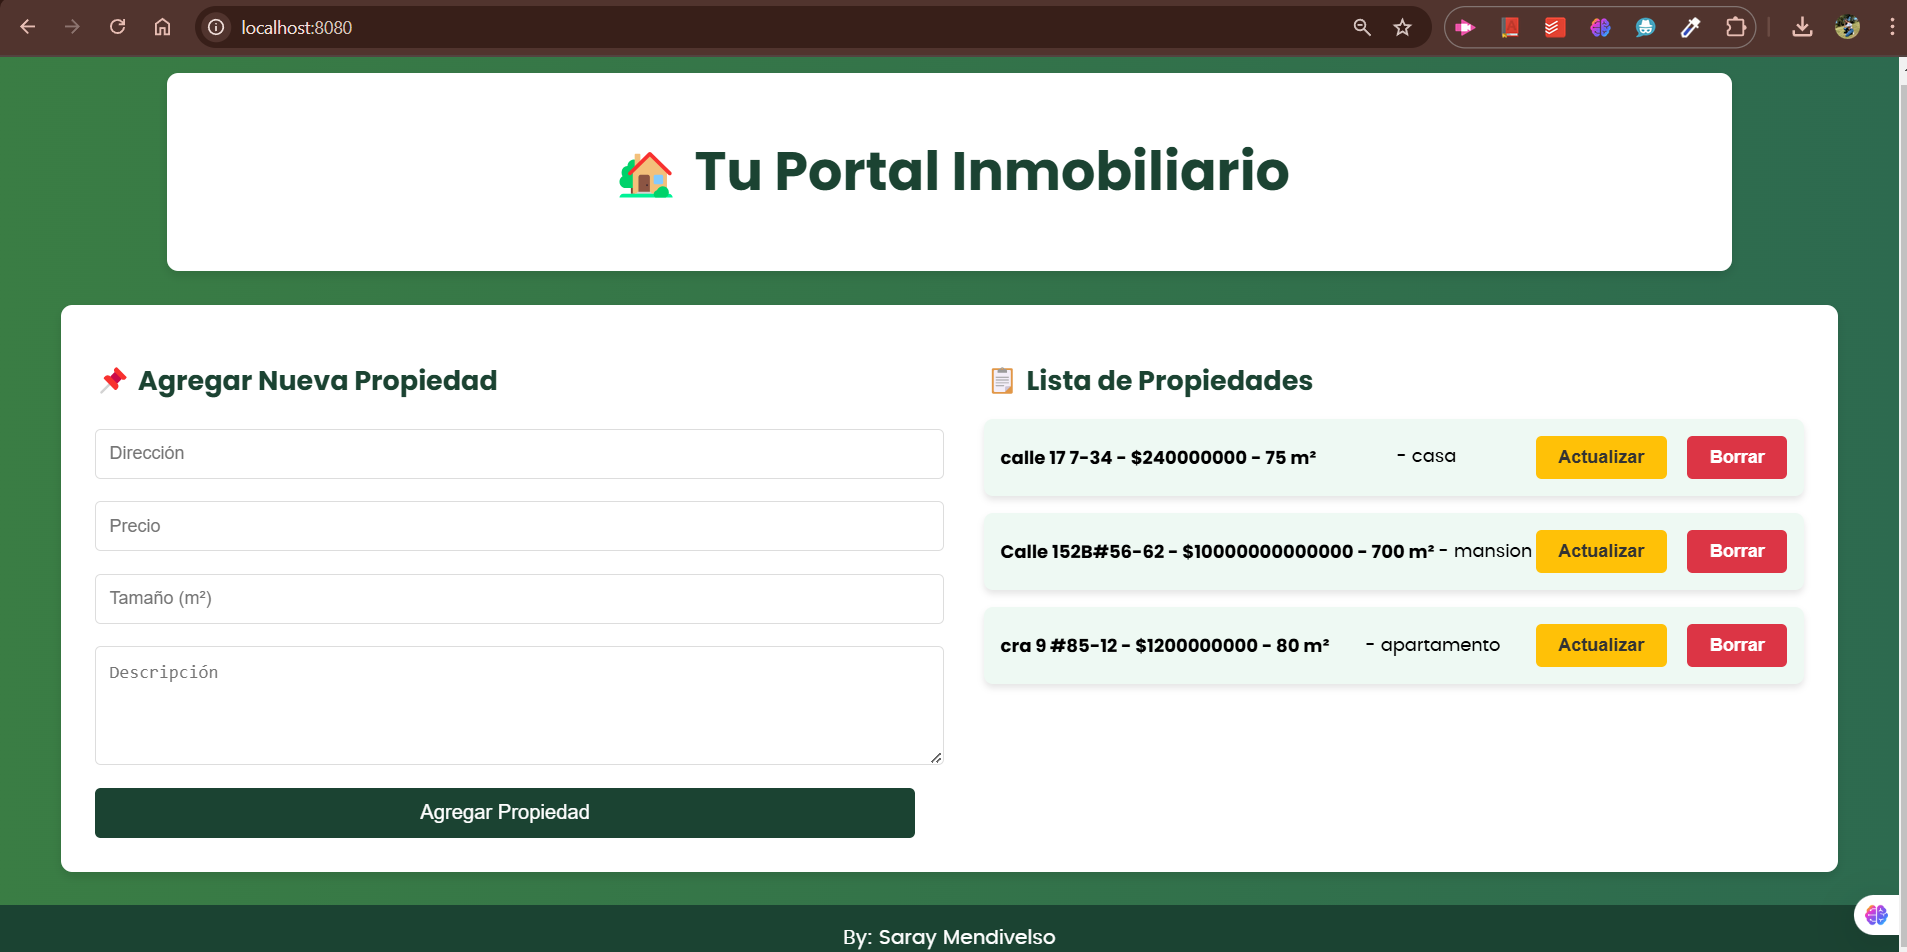 localhost:8080
Tu Portal Inmobiliario
Agregar Nueva Propiedad
Dirección
Precio
Tamaño (m²)
Descripción
Agregar Propiedad
Lista de Propiedades
calle 17 7-34 - $240000000 - 75 m² - casa Actualizar Borrar
Calle 152B#56-62 - $10000000000000 - 700 m² - mansion Actualizar Borrar
cra 9 #85-12 - $1200000000 - 80 m² - apartamento Actualizar Borrar
By: Saray Mendivelso